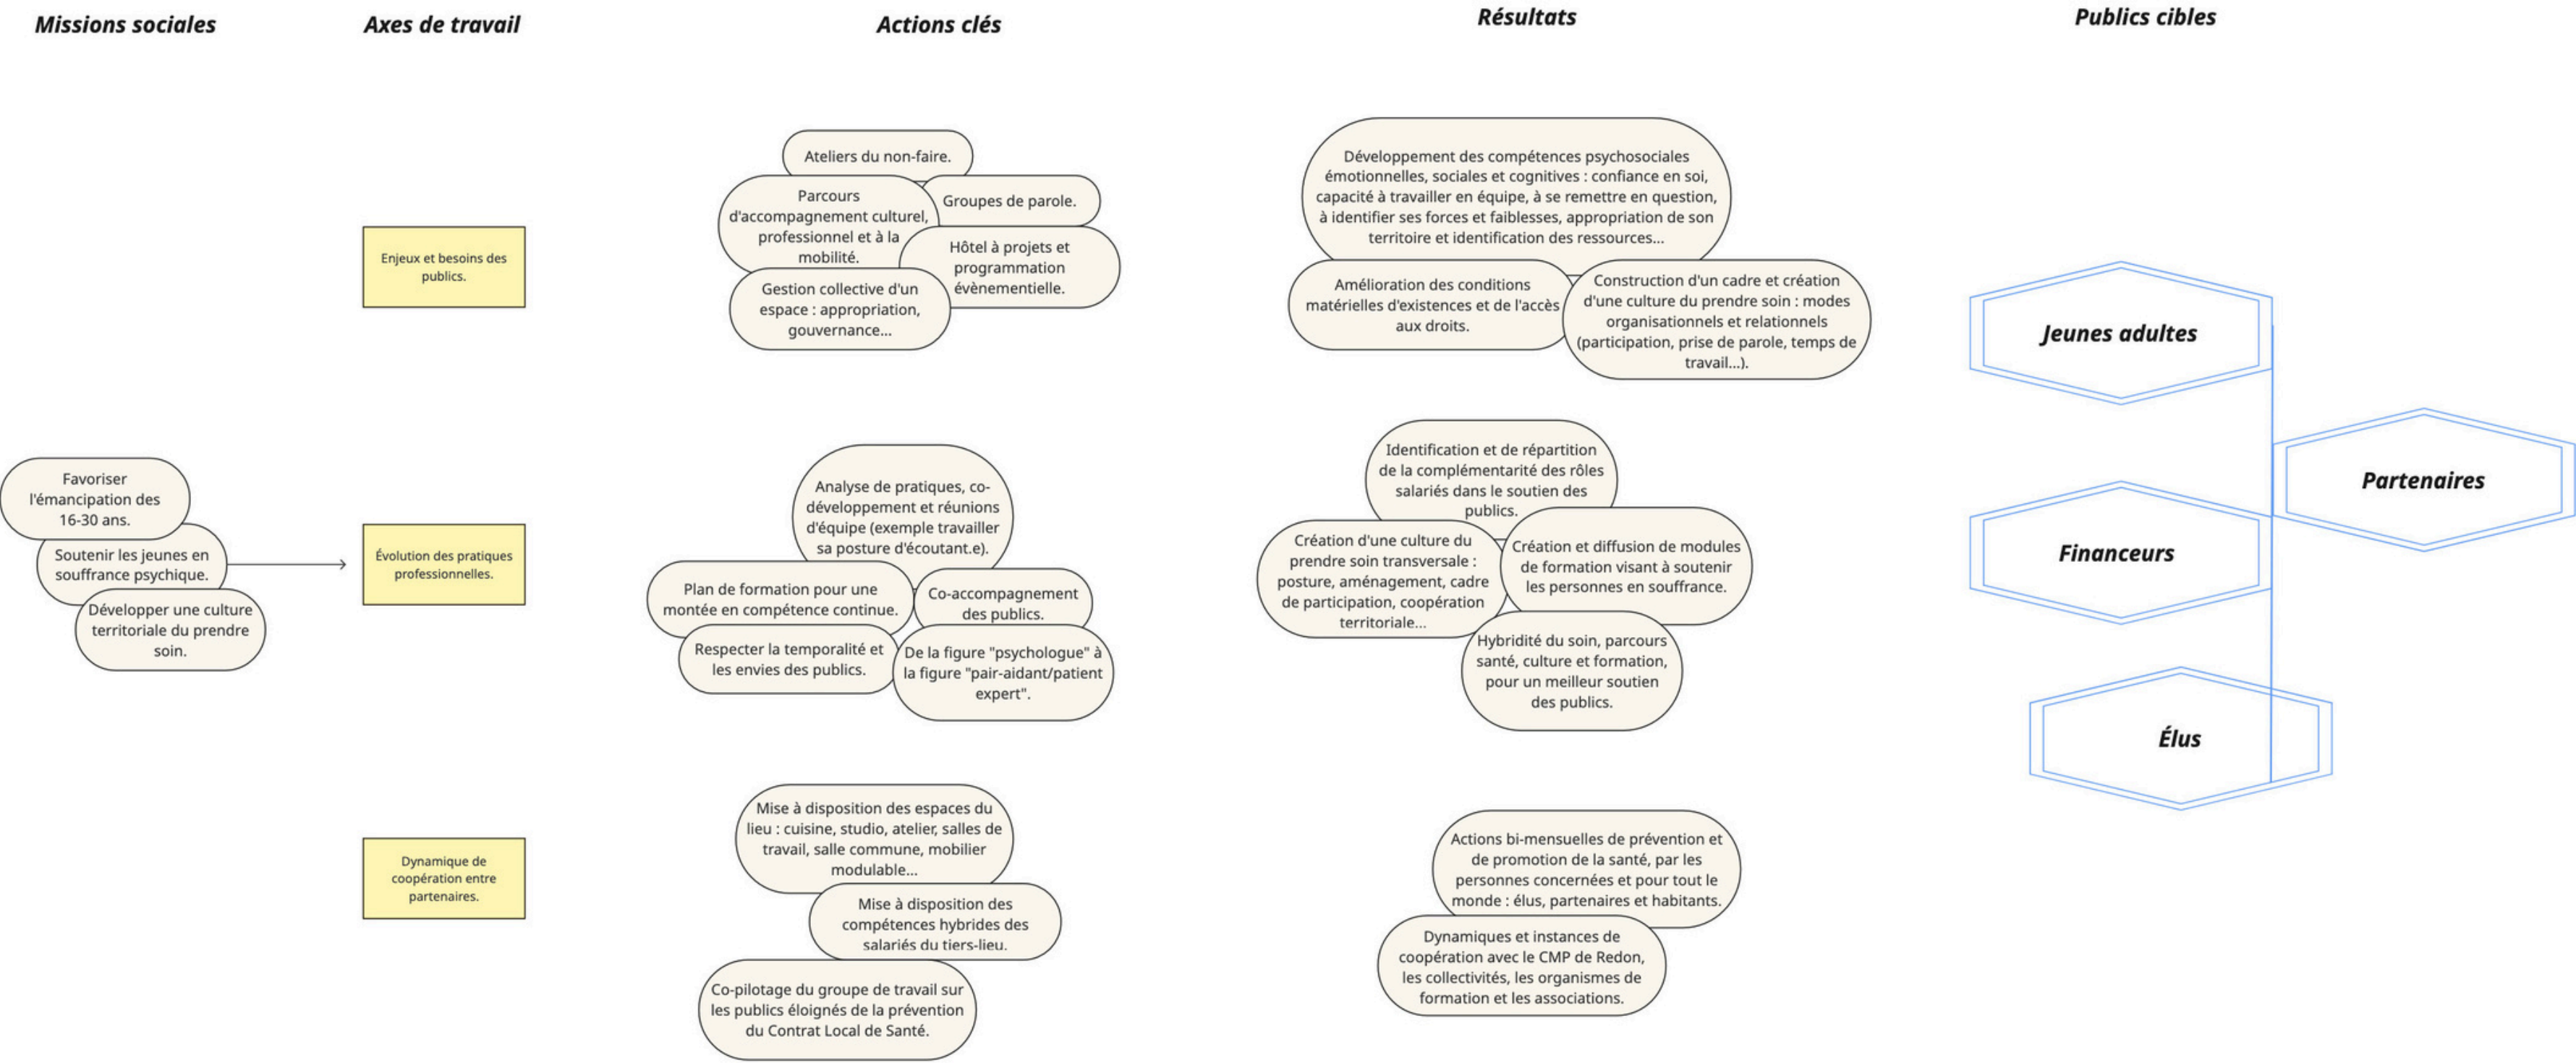 Missions sociales
Axes de travail
Actions clés
Résultats
Publics cibles
Favoriser
l'émancipation des
16-30 ans.
Soutenir les jeunes en
souffrance psychique.
Développer une culture
territoriale du prendre
soin.
Enjeux et besoins des
publics.
Évolution des pratiques
professionnelles.
Dynamique de
coopération entre
partenaires.
Ateliers du non-faire.
Parcours
d'accompagnement culturel,
professionnel et à la
mobilité.
Groupes de parole.
Hôtel à projets et
programmation
évènementielle.
Gestion collective d'un
espace : appropriation,
gouvernance...
Analyse de pratiques, co-
développement et réunions
d'équipe (exemple travailler
sa posture d'écoutant.e).
Plan de formation pour une
montée en compétence continue.
Co-accompagnement
des publics.
Respecter la temporalité et
les envies des publics.
De la figure "psychologue" à
la figure "pair-aidant/patient
expert".
Mise à disposition des espaces du
lieu : cuisine, studio, atelier, salles de
travail, salle commune, mobilier
modulable...
Mise à disposition des
compétences hybrides des
salariés du tiers-lieu.
Co-pilotage du groupe de travail sur
les publics éloignés de la prévention
du Contrat Local de Santé.
Développement des compétences psychosociales
émotionnelles, sociales et cognitives : confiance en soi,
capacité à travailler en équipe, à se remettre en question,
à identifier ses forces et faiblesses, appropriation de son
territoire et identification des ressources...
Amélioration des conditions
matérielles d'existences et de l'accès
aux droits.
Construction d'un cadre et création
d'une culture du prendre soin : modes
organisationnels et relationnels
(participation, prise de parole, temps de
travail...).
Identification et de répartition
de la complémentarité des rôles
salariés dans le soutien des
publics.
Création d'une culture du
prendre soin transversale :
posture, aménagement, cadre
de participation, coopération
territoriale...
Création et diffusion de modules
de formation visant à soutenir
les personnes en souffrance.
Hybridité du soin, parcours
santé, culture et formation,
pour un meilleur soutien
des publics.
Actions bi-mensuelles de prévention et
de promotion de la santé, par les
personnes concernées et pour tout le
monde : élus, partenaires et habitants.
Dynamiques et instances de
coopération avec le CMP de Redon,
les collectivités, les organismes de
formation et les associations.
Jeunes adultes
Partenaires
Financeurs
Élus